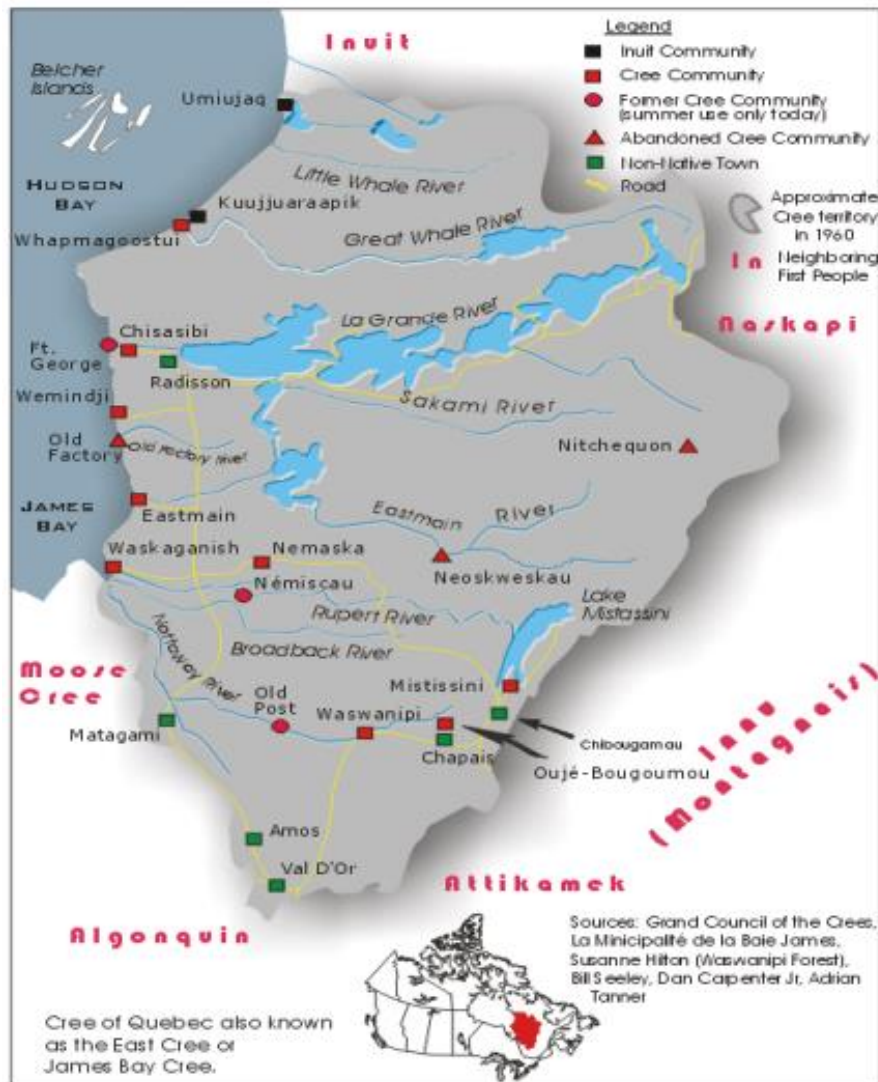 Inuit
Legend
Inuit Community
Cree Community
Former Cree Community
(summer use only today)
Abandoned Cree Community
Non-Native Town
Road
Approximate
Cree territory
in 1960
In
Neighboring
First People
Belcher
Islands
Umiujaq
Little Whale River
Hudson
Bay
Kuujjuaraapik
Great Whale River
Whapmagoostui
Naskapi
La Grande River
Chisasibi
Ft.
George
Radisson
Wemindji
Sakami River
Old
Factory
Old Factory river
Nitchequon
James
Bay
Eastmain
Eastmain River
Waskaganish
Nemaska
Neoskweskau
Némiscau
Lake
Mistassini
Rupert River
Broadback River
Nottaway River
Moose
Cree
Old
Post
Waswanipi
Mistissini
Matagami
Chapais
Chibougamau
Oujé-Bougoumou
Innu
(Montagnais)
Amos
Val D'Or
Attikamek
Algonquin
Sources: Grand Council of the Crees,
La Minicipalité de la Baie James,
Susanne Hilton (Waswanipi Forest),
Bill Seeley, Dan Carpenter Jr, Adrian
Tanner
N
Cree of Quebec also known
as the East Cree or
James Bay Cree.